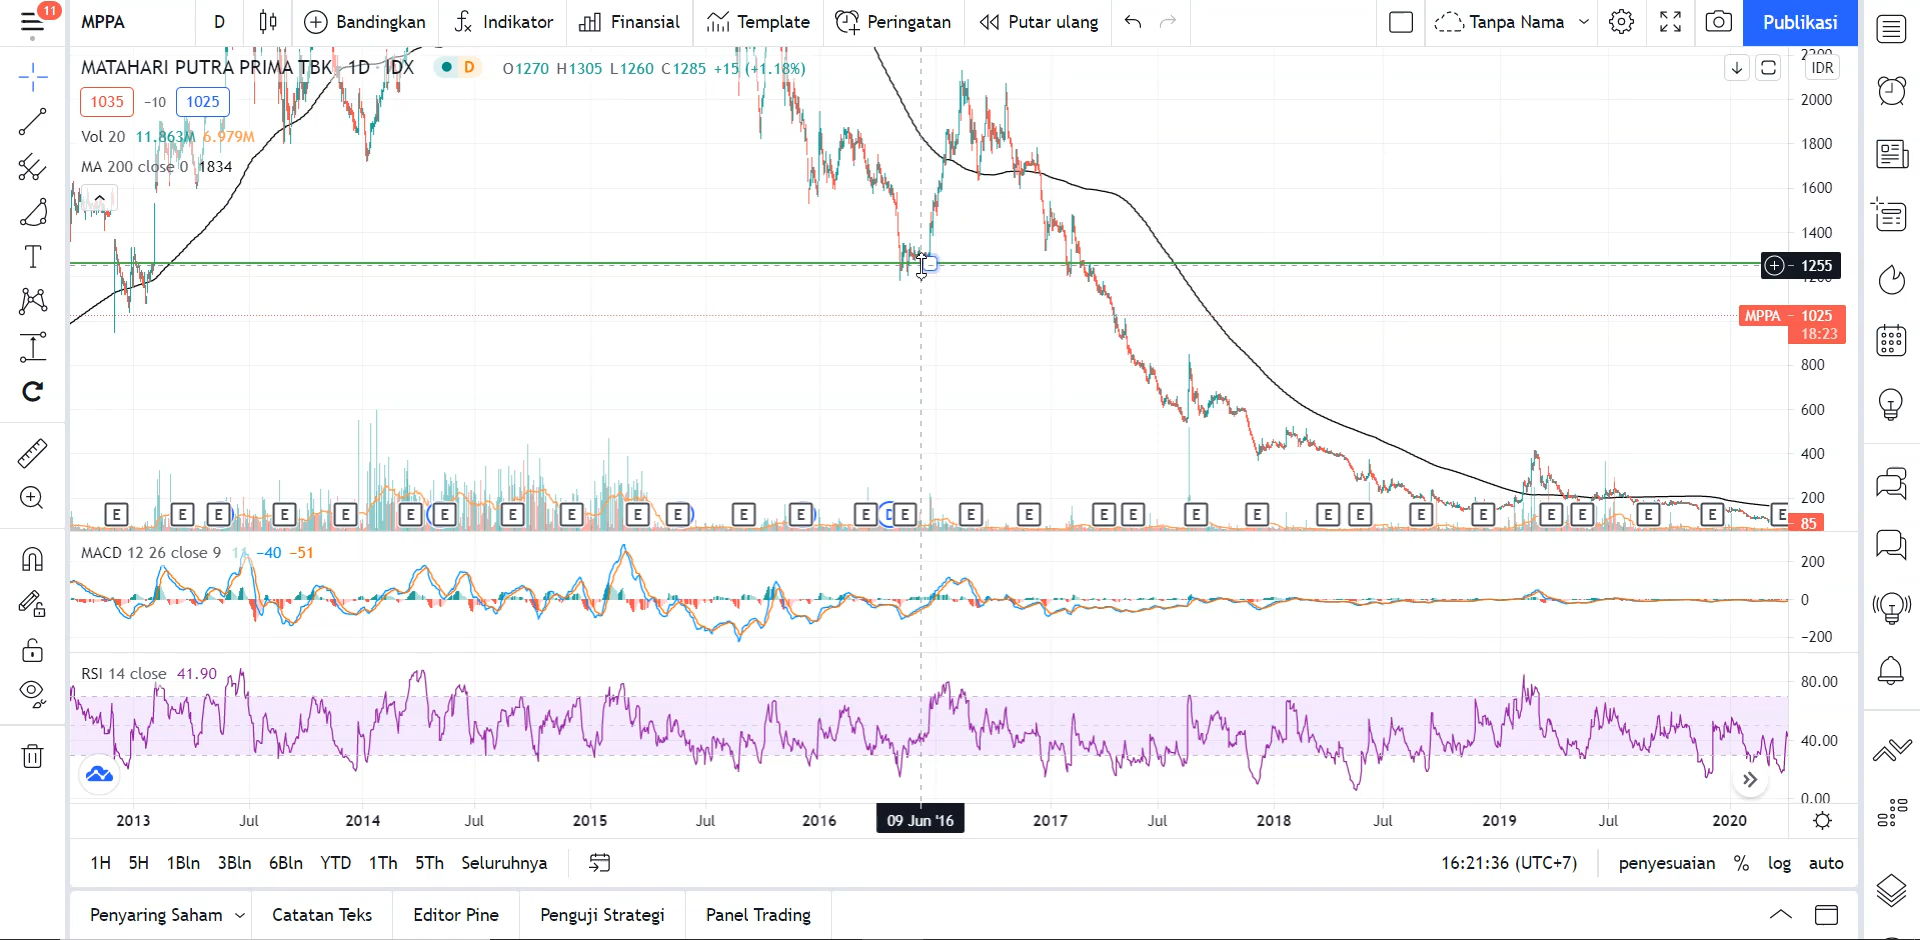 11
MPPA
D
Bandingkan
Indikator
Finansial
Template
Peringatan
Putar ulang
Tanpa Nama
Publikasi
MATAHARI PUTRA PRIMA TBK 1D IDX
D
O1270 H1305 L1260 C1285 +15 (+1.18%)
1035 −10 1025
Vol 20 11.863M 6.979M
MA 200 close 0 1834
IDR
2200
2000
1800
1600
1400
1255
1200
MPPA 1025
18:23
800
600
400
200
85
E E E E E E E E E E E E E D E E E E E E E E E E E E E E E E
MACD 12 26 close 9 11 −40 −51
200
0
−200
RSI 14 close 41.90
80.00
40.00
0.00
2013 Jul 2014 Jul 2015 Jul 2016 09 Jun '16 2017 Jul 2018 Jul 2019 Jul 2020
1H 5H 1Bln 3Bln 6Bln YTD 1Th 5Th Seluruhnya
16:21:36 (UTC+7)
penyesuaian % log auto
Penyaring Saham Catatan Teks Editor Pine Penguji Strategi Panel Trading